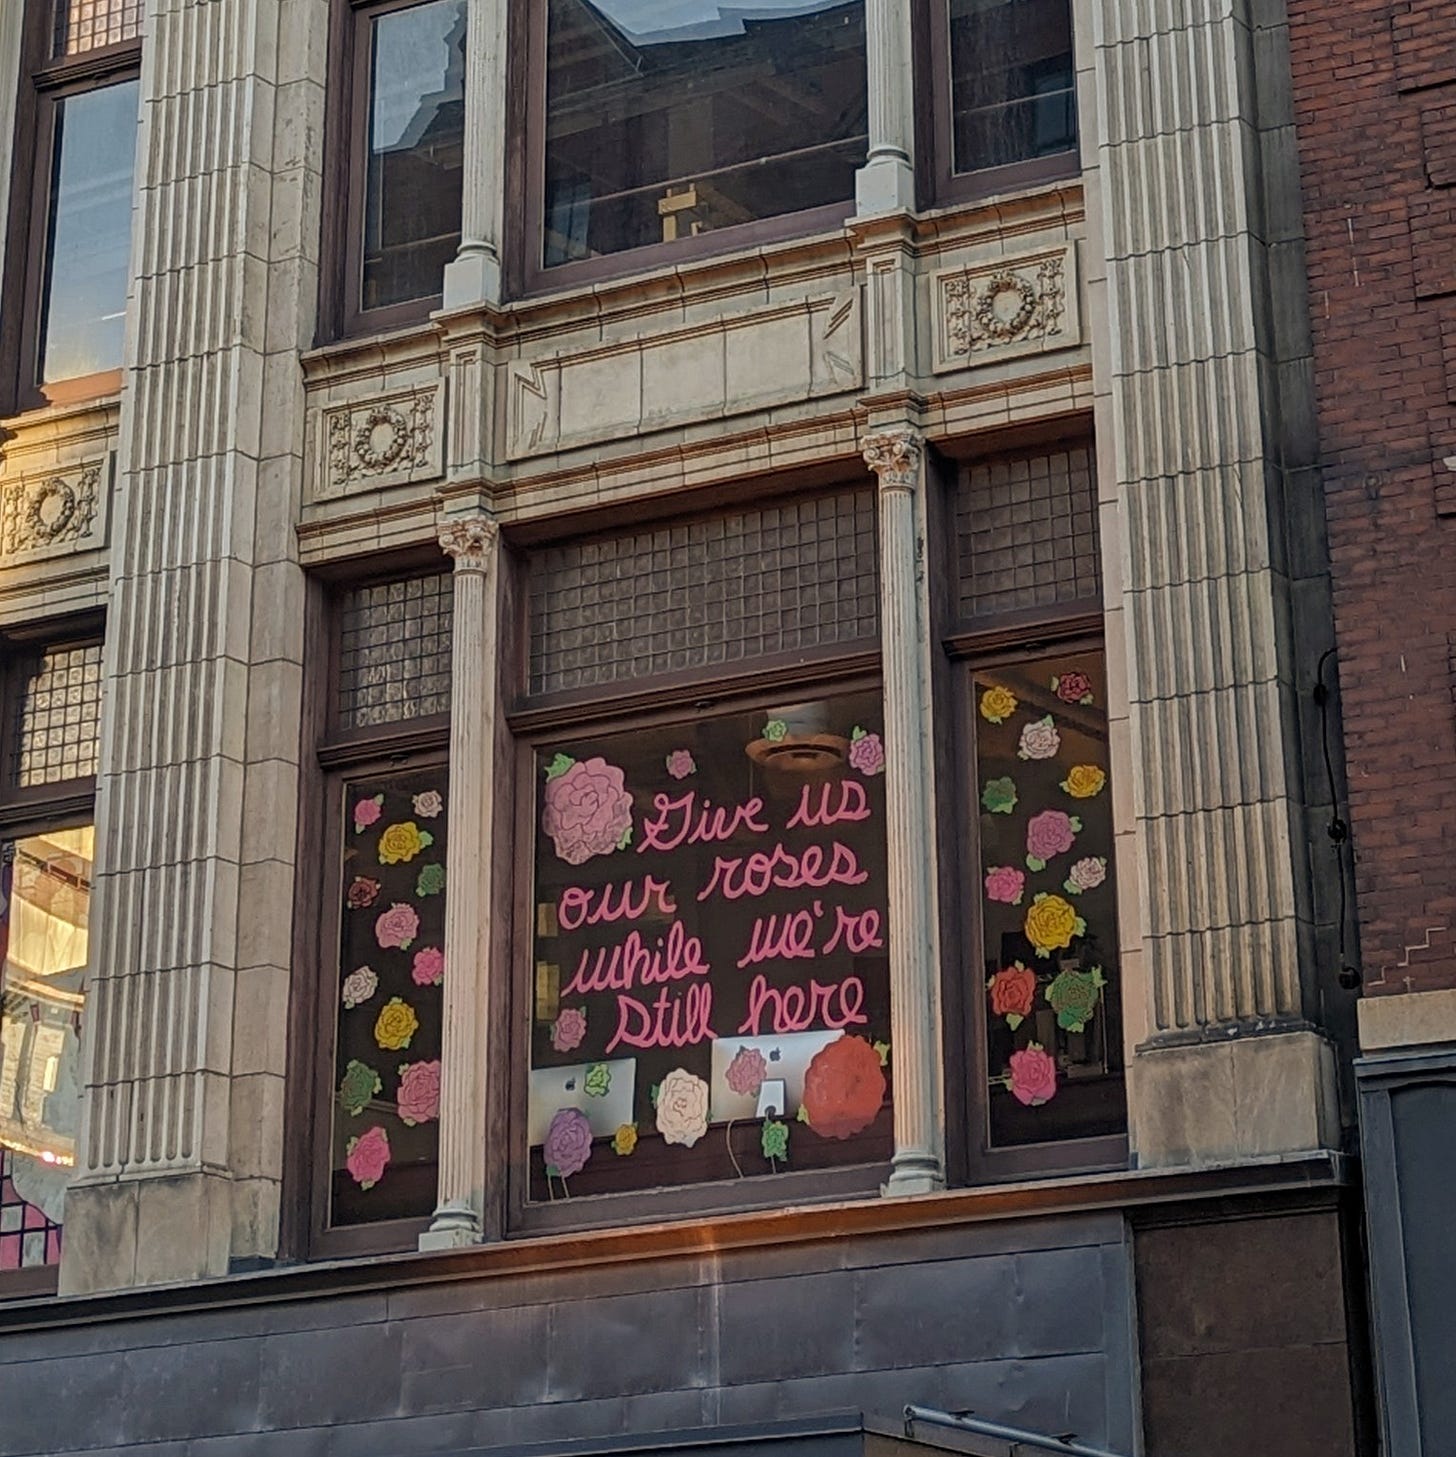 Give us
our roses
while we're
still here